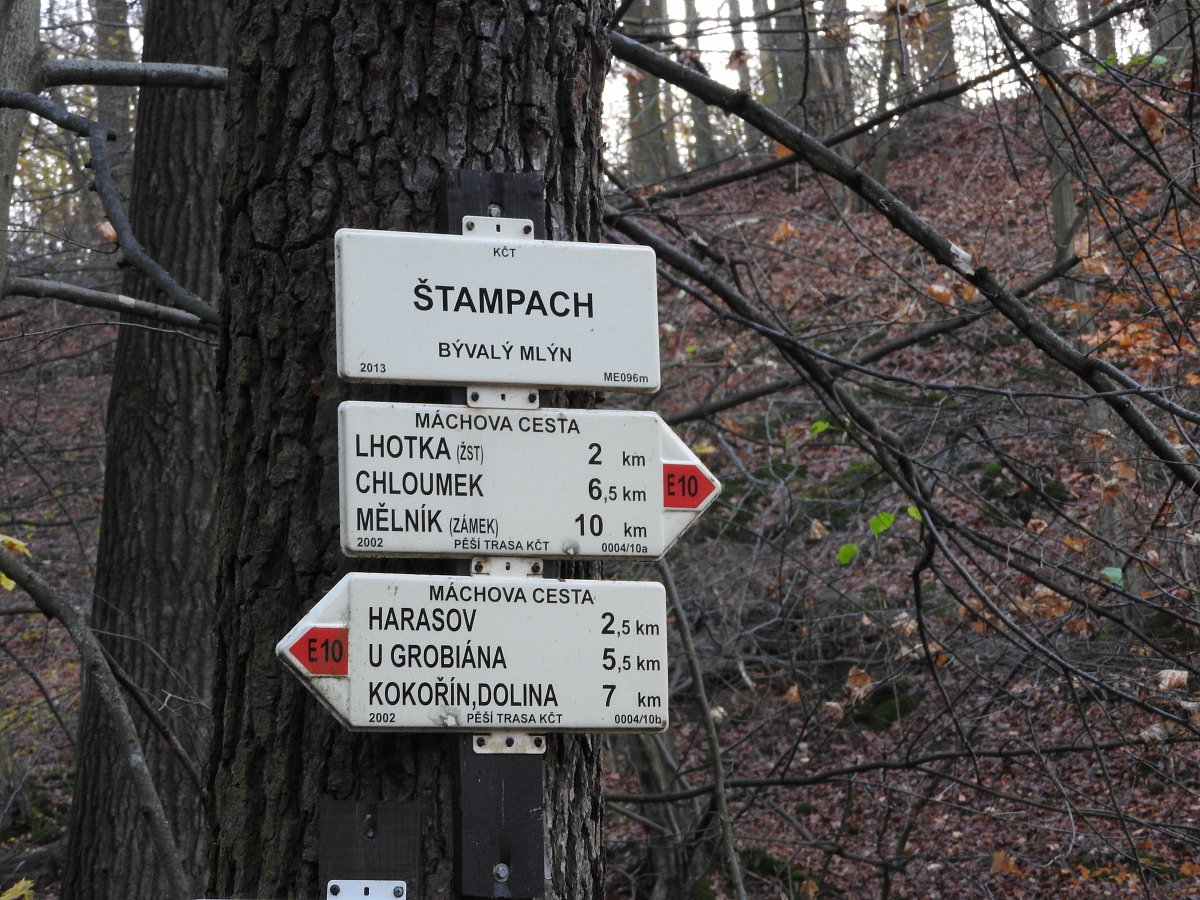 KČT
ŠTAMPACH
BÝVALÝ MLÝN
2013 ME096m
MÁCHOVA CESTA
LHOTKA (ŽST) 2 km
CHLOUMEK 6,5 km
MĚLNÍK (ZÁMEK) 10 km
E10
2002 PĚŠÍ TRASA KČT 0004/10a
MÁCHOVA CESTA
HARASOV 2,5 km
E10
U GROBIÁNA 5,5 km
KOKOŘÍN,DOLINA 7 km
2002 PĚŠÍ TRASA KČT 0004/10b